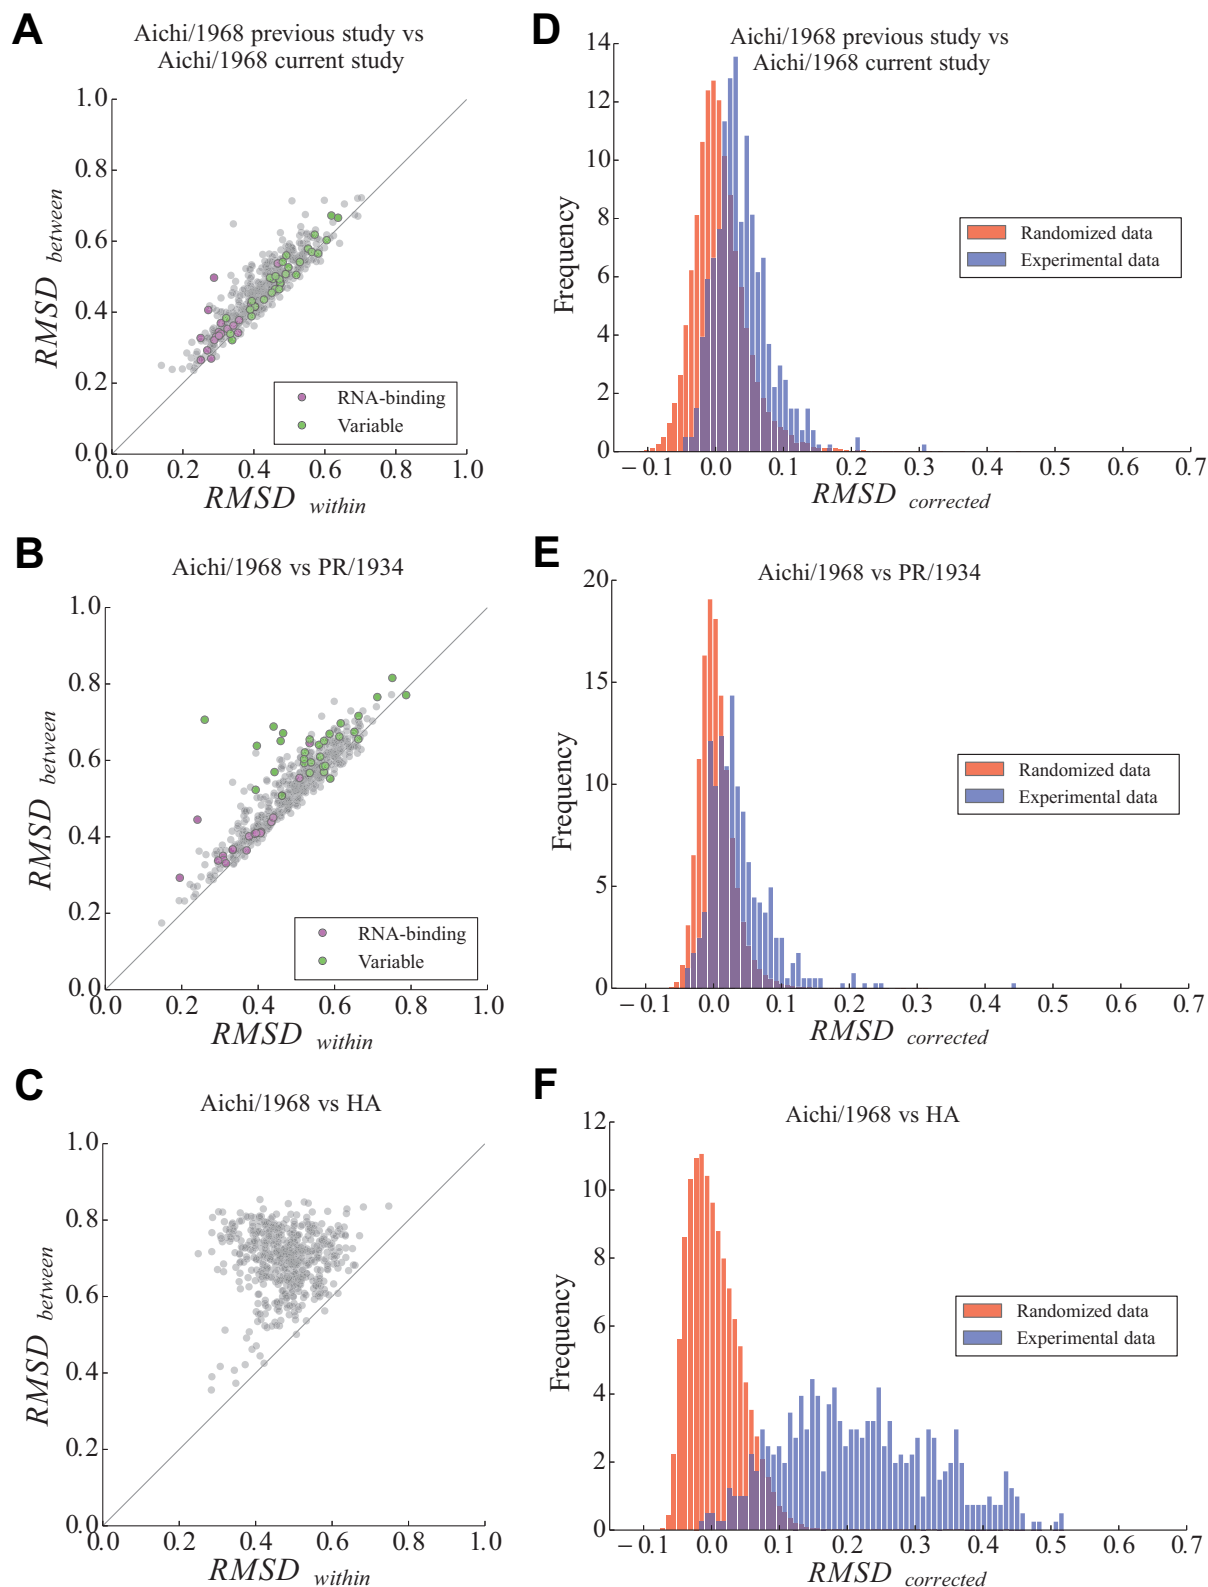 A
Aichi/1968 previous study vs
Aichi/1968 current study
1.0
0.8
0.6
0.4
0.2
0.0
0.0 0.2 0.4 0.6 0.8 1.0
RMSD between
RMSD within
RNA-binding
Variable
D
Aichi/1968 previous study vs
Aichi/1968 current study
14
12
10
8
6
4
2
0
−0.1 0.0 0.1 0.2 0.3 0.4 0.5 0.6 0.7
Frequency
RMSD corrected
Randomized data
Experimental data
B
Aichi/1968 vs PR/1934
1.0
0.8
0.6
0.4
0.2
0.0
0.0 0.2 0.4 0.6 0.8 1.0
RMSD between
RMSD within
RNA-binding
Variable
E
Aichi/1968 vs PR/1934
20
15
10
5
0
−0.1 0.0 0.1 0.2 0.3 0.4 0.5 0.6 0.7
Frequency
RMSD corrected
Randomized data
Experimental data
C
Aichi/1968 vs HA
1.0
0.8
0.6
0.4
0.2
0.0
0.0 0.2 0.4 0.6 0.8 1.0
RMSD between
RMSD within
F
Aichi/1968 vs HA
12
10
8
6
4
2
0
−0.1 0.0 0.1 0.2 0.3 0.4 0.5 0.6 0.7
Frequency
RMSD corrected
Randomized data
Experimental data